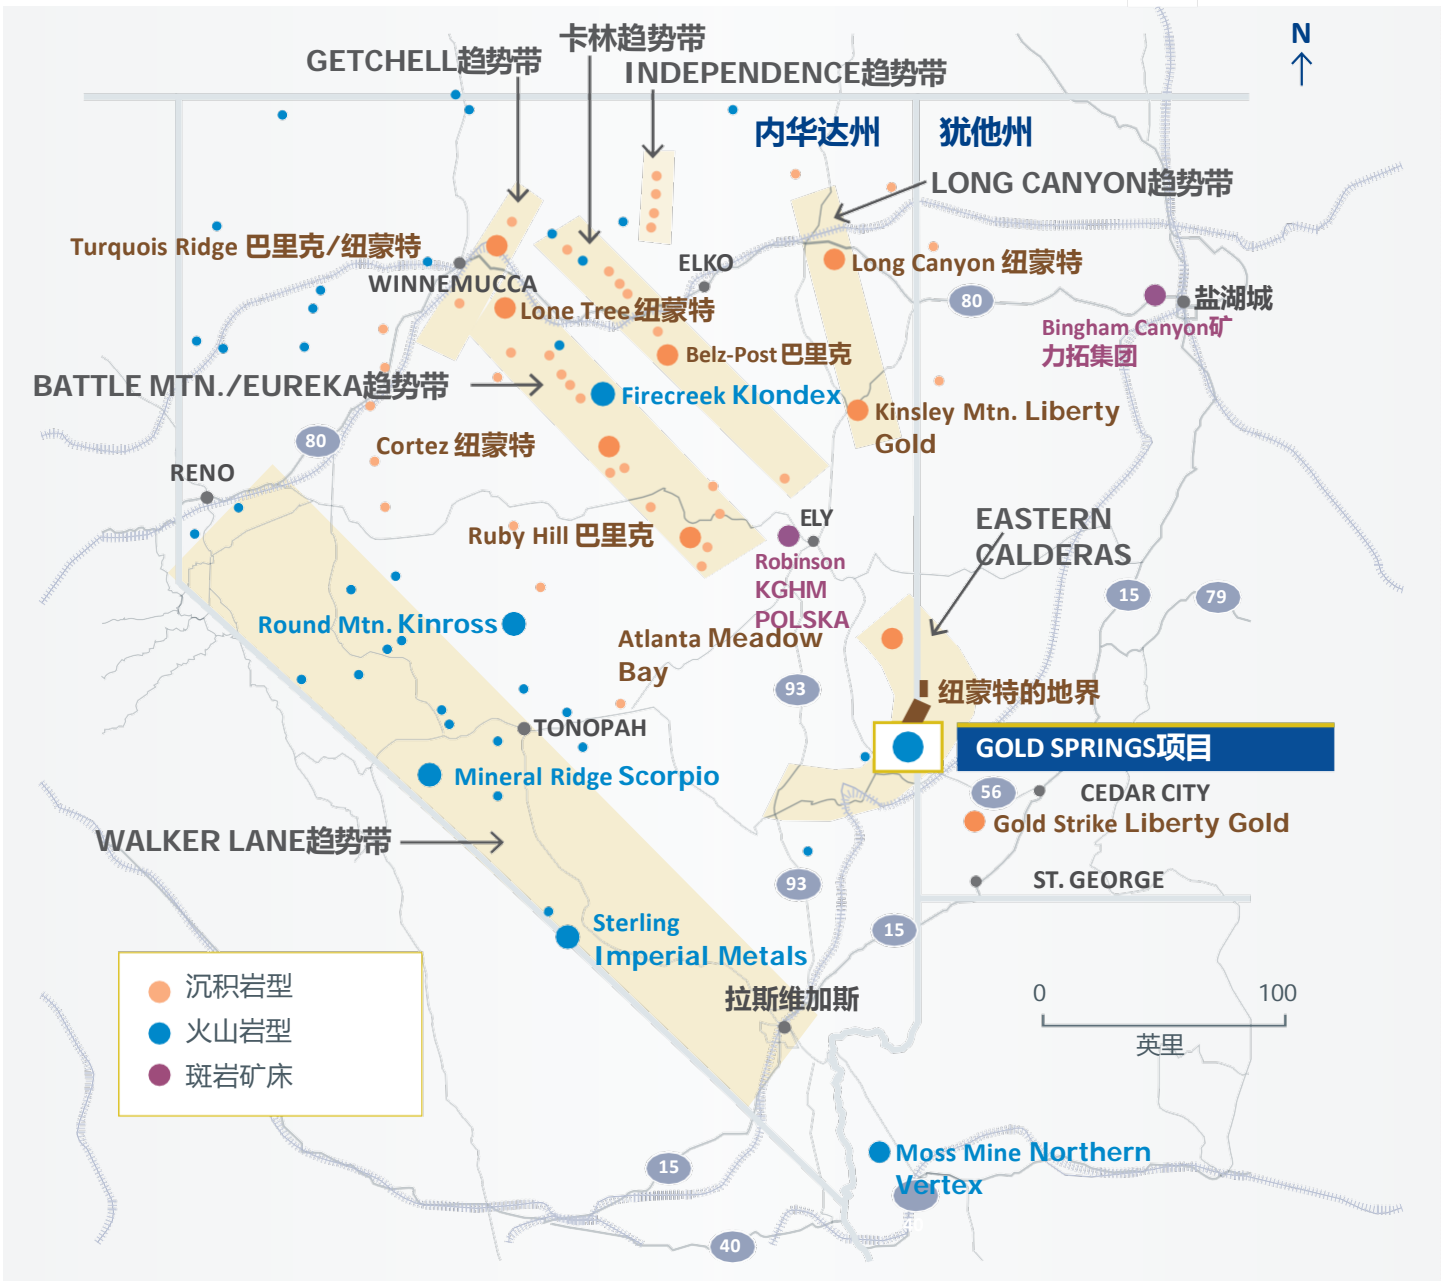 N
卡林趋势带
GETCHELL趋势带
INDEPENDENCE趋势带
内华达州
犹他州
LONG CANYON趋势带
Turquois Ridge 巴里克/纽蒙特
WINNEMUCCA
ELKO
Long Canyon 纽蒙特
80
盐湖城
Lone Tree 纽蒙特
Bingham Canyon矿
力拓集团
Belz-Post 巴里克
BATTLE MTN./EUREKA趋势带
Firecreek Klondex
Kinsley Mtn. Liberty
Gold
80
Cortez 纽蒙特
RENO
ELY
EASTERN
CALDERAS
Ruby Hill 巴里克
Robinson
KGHM
POLSKA
15
79
Round Mtn. Kinross
Atlanta Meadow
Bay
93
纽蒙特的地界
TONOPAH
GOLD SPRINGS项目
Mineral Ridge Scorpio
56
CEDAR CITY
Gold Strike Liberty Gold
WALKER LANE趋势带
93
ST. GEORGE
Sterling
Imperial Metals
15
沉积岩型
火山岩型
斑岩矿床
拉斯维加斯
0
100
英里
15
Moss Mine Northern
Vertex
40
40